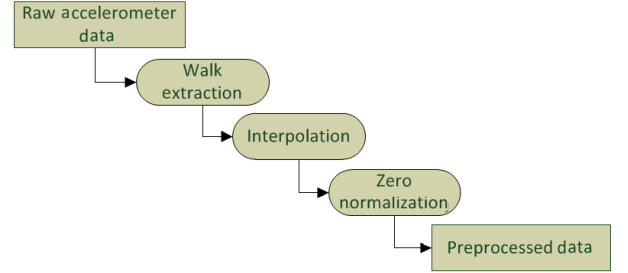 Raw accelerometer
data
Walk
extraction
Interpolation
Zero
normalization
Preprocessed data